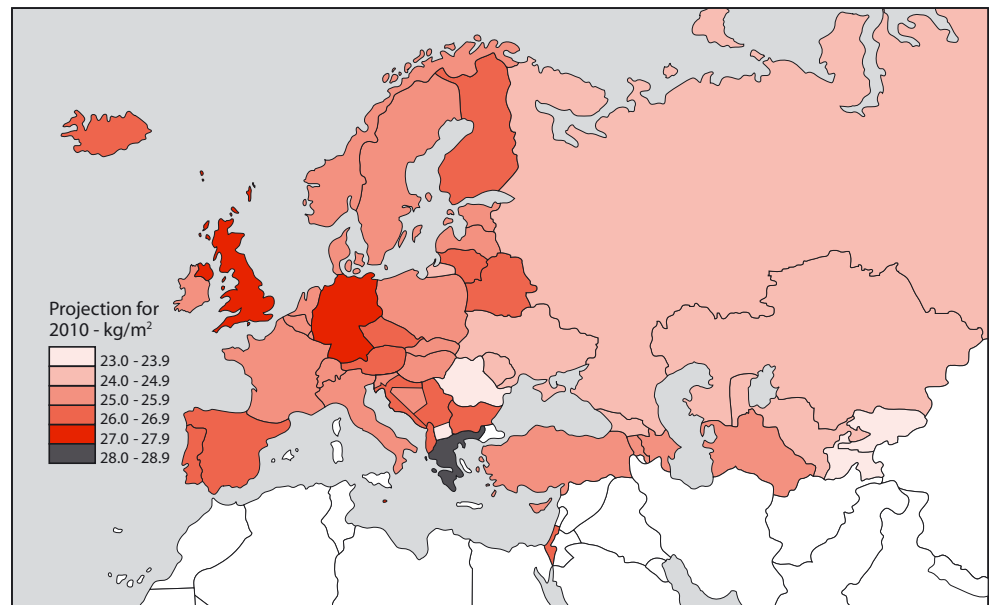 Projection for
2010 - kg/m²
23.0 - 23.9
24.0 - 24.9
25.0 - 25.9
26.0 - 26.9
27.0 - 27.9
28.0 - 28.9